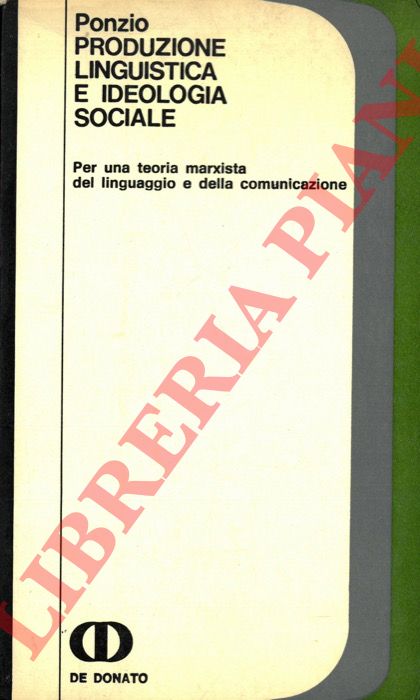 Ponzio
PRODUZIONE
LINGUISTICA
E IDEOLOGIA
SOCIALE
Per una teoria marxista
del linguaggio e della comunicazione
LIBRERIA PIANI
DE DONATO